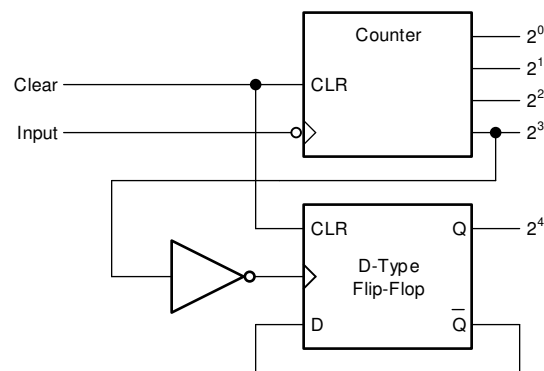 Counter
2⁰
Clear
CLR
2¹
2²
Input
2³
CLR
Q
2⁴
D-Type
Flip-Flop
D
Q̅